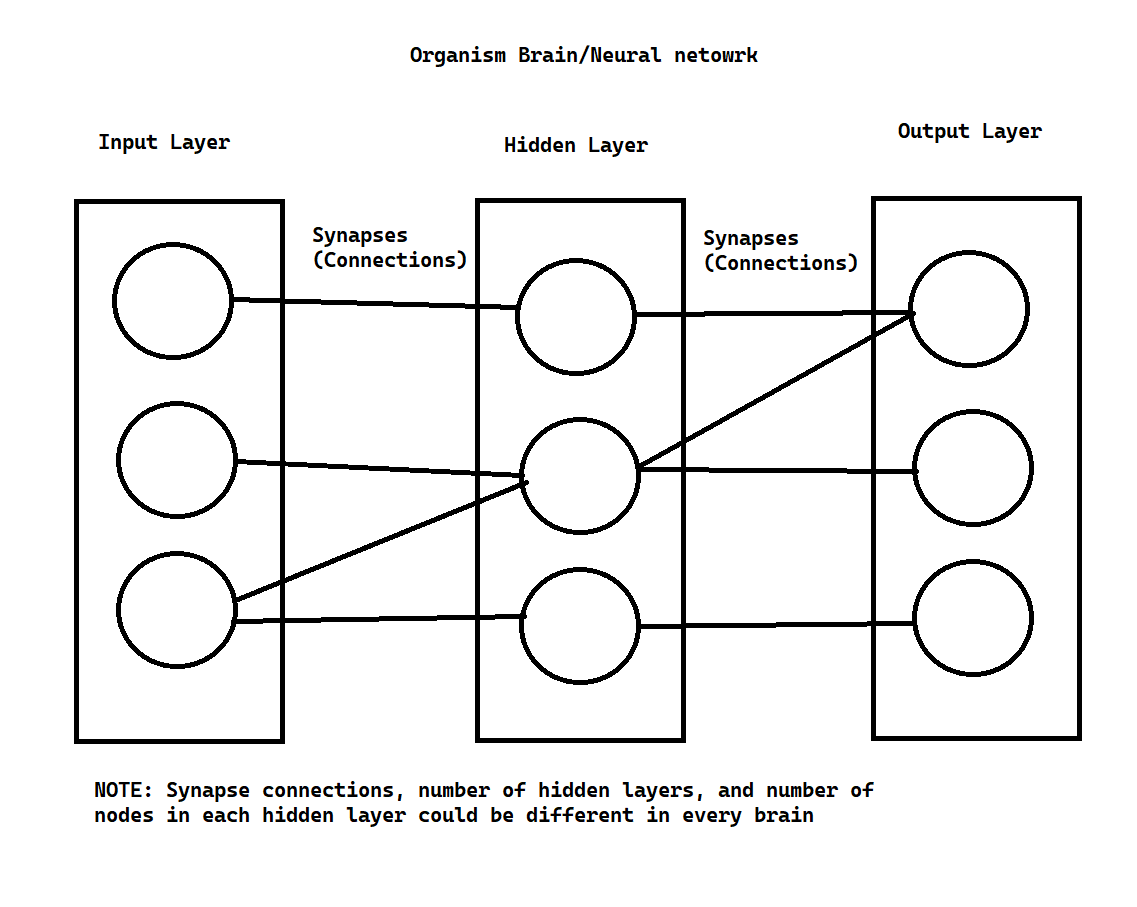 Organism Brain/Neural netowrk
Input Layer
Hidden Layer
Output Layer
Synapses
(Connections)
Synapses
(Connections)
NOTE: Synapse connections, number of hidden layers, and number of
nodes in each hidden layer could be different in every brain